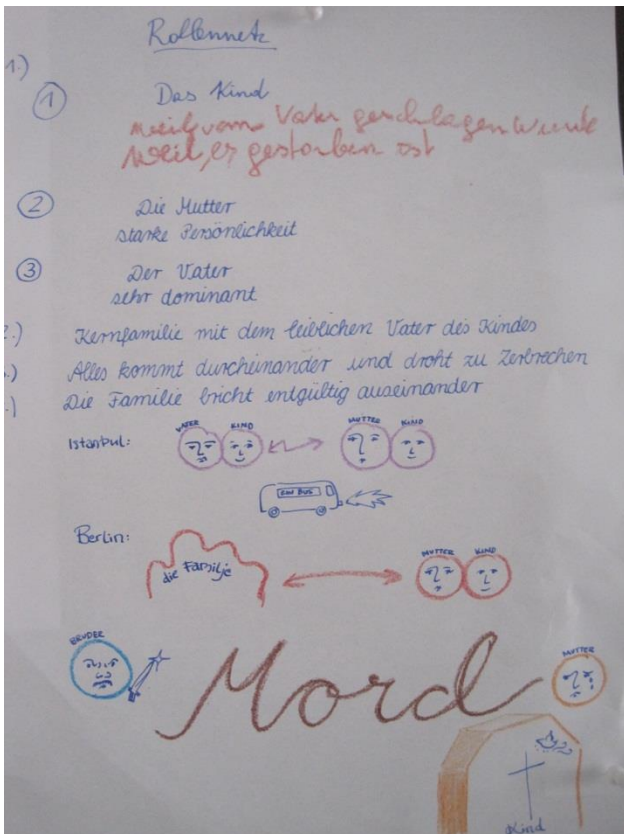 Rollennetz
1.)
1 Das Kind
weil, vom Vater geschlagen wurde
weil, er gestorben ist
2 Die Mutter
starke Persönlichkeit
3 Der Vater
sehr dominant
2.) Kernfamilie mit dem leiblichen Vater des Kindes
.) Alles kommt durcheinander und droht zu Zerbrechen
.) Die Familie bricht entgültig auseinander
Istanbul: VATER KIND MUTTER KIND
EIN BUS
Berlin: die Familje MUTTER KIND
BRUDER Mord MUTTER
Kind